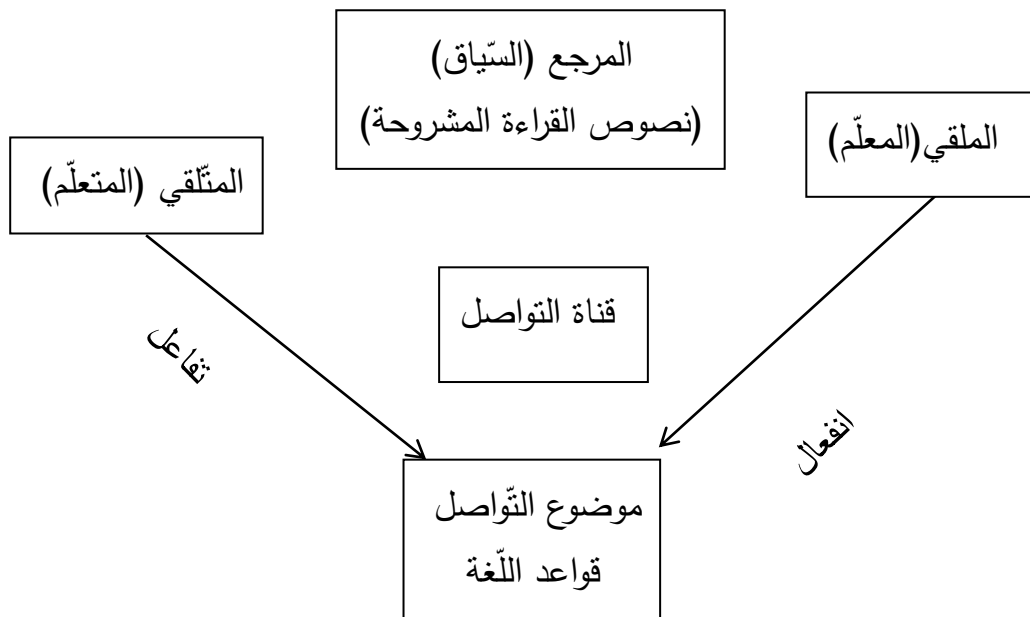 المرجع (السّياق)
(نصوص القراءة المشروحة)
الملقي(المعلّم)
المتّلقي (المتعلّم)
قناة التواصل
تفاعل
انفعال
موضوع التّواصل
قواعد اللّغة